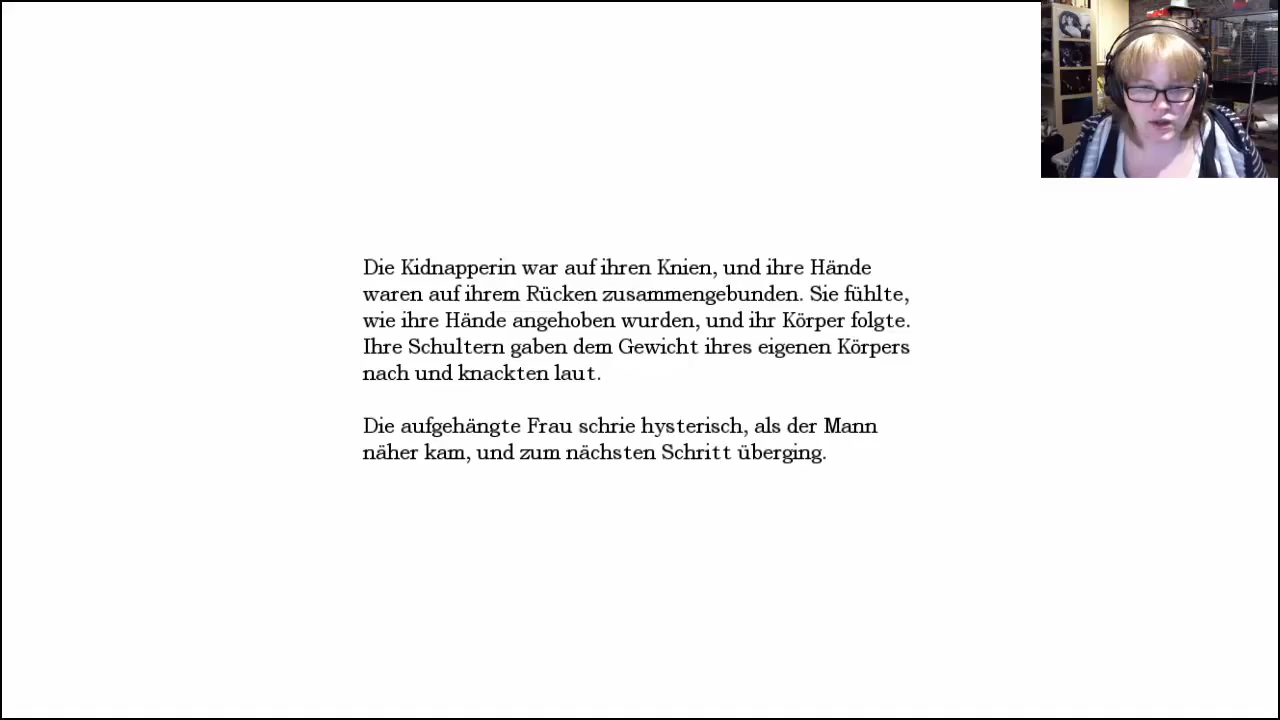 Die Kidnapperin war auf ihren Knien, und ihre Hände
waren auf ihrem Rücken zusammengebunden. Sie fühlte,
wie ihre Hände angehoben wurden, und ihr Körper folgte.
Ihre Schultern gaben dem Gewicht ihres eigenen Körpers
nach und knackten laut.
Die aufgehängte Frau schrie hysterisch, als der Mann
näher kam, und zum nächsten Schritt überging.